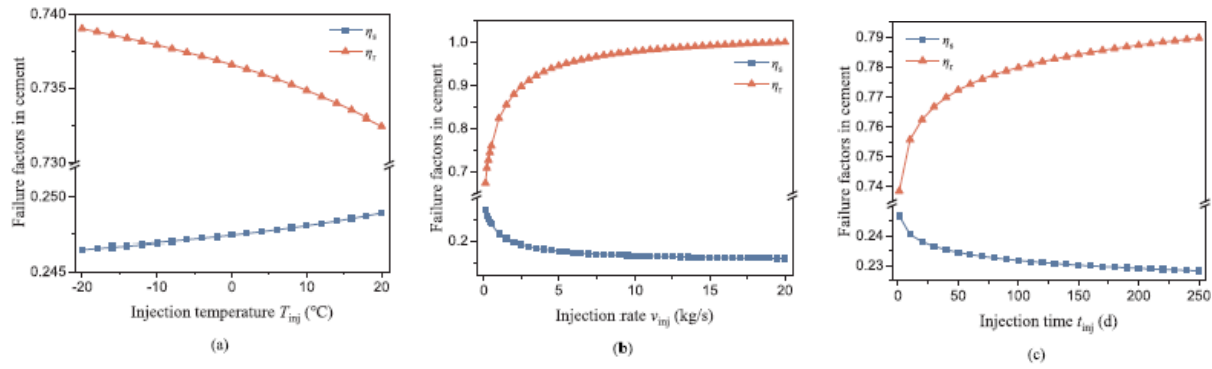 0.740
0.735
0.730
0.250
0.245
-20 -10 0 10 20
Failure factors in cement
Injection temperature Tinj (°C)
ηs
ητ
(a)
1.0
0.9
0.8
0.7
0.2
0 5 10 15 20
Failure factors in cement
Injection rate vinj (kg/s)
ηs
ητ
(b)
0.79
0.78
0.77
0.76
0.75
0.74
0.24
0.23
0 50 100 150 200 250
Failure factors in cement
Injection time tinj (d)
ηs
ητ
(c)